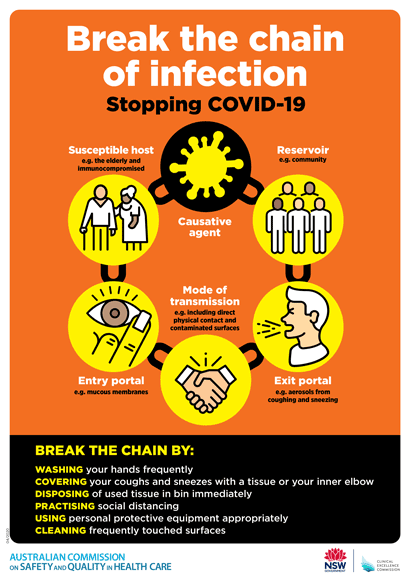 Break the chain
of infection
Stopping COVID-19
Susceptible host
e.g. the elderly and
immunocompromised
Reservoir
e.g. community
Causative
agent
Mode of
transmission
e.g. including direct
physical contact and
contaminated surfaces
Entry portal
e.g. mucous membranes
Exit portal
e.g. aerosols from
coughing and sneezing
BREAK THE CHAIN BY:
WASHING your hands frequently
COVERING your coughs and sneezes with a tissue or your inner elbow
DISPOSING of used tissue in bin immediately
PRACTISING social distancing
USING personal protective equipment appropriately
CLEANING frequently touched surfaces
AUSTRALIAN COMMISSION
ON SAFETY AND QUALITY IN HEALTH CARE
NSW
GOVERNMENT
CLINICAL
EXCELLENCE
COMMISSION